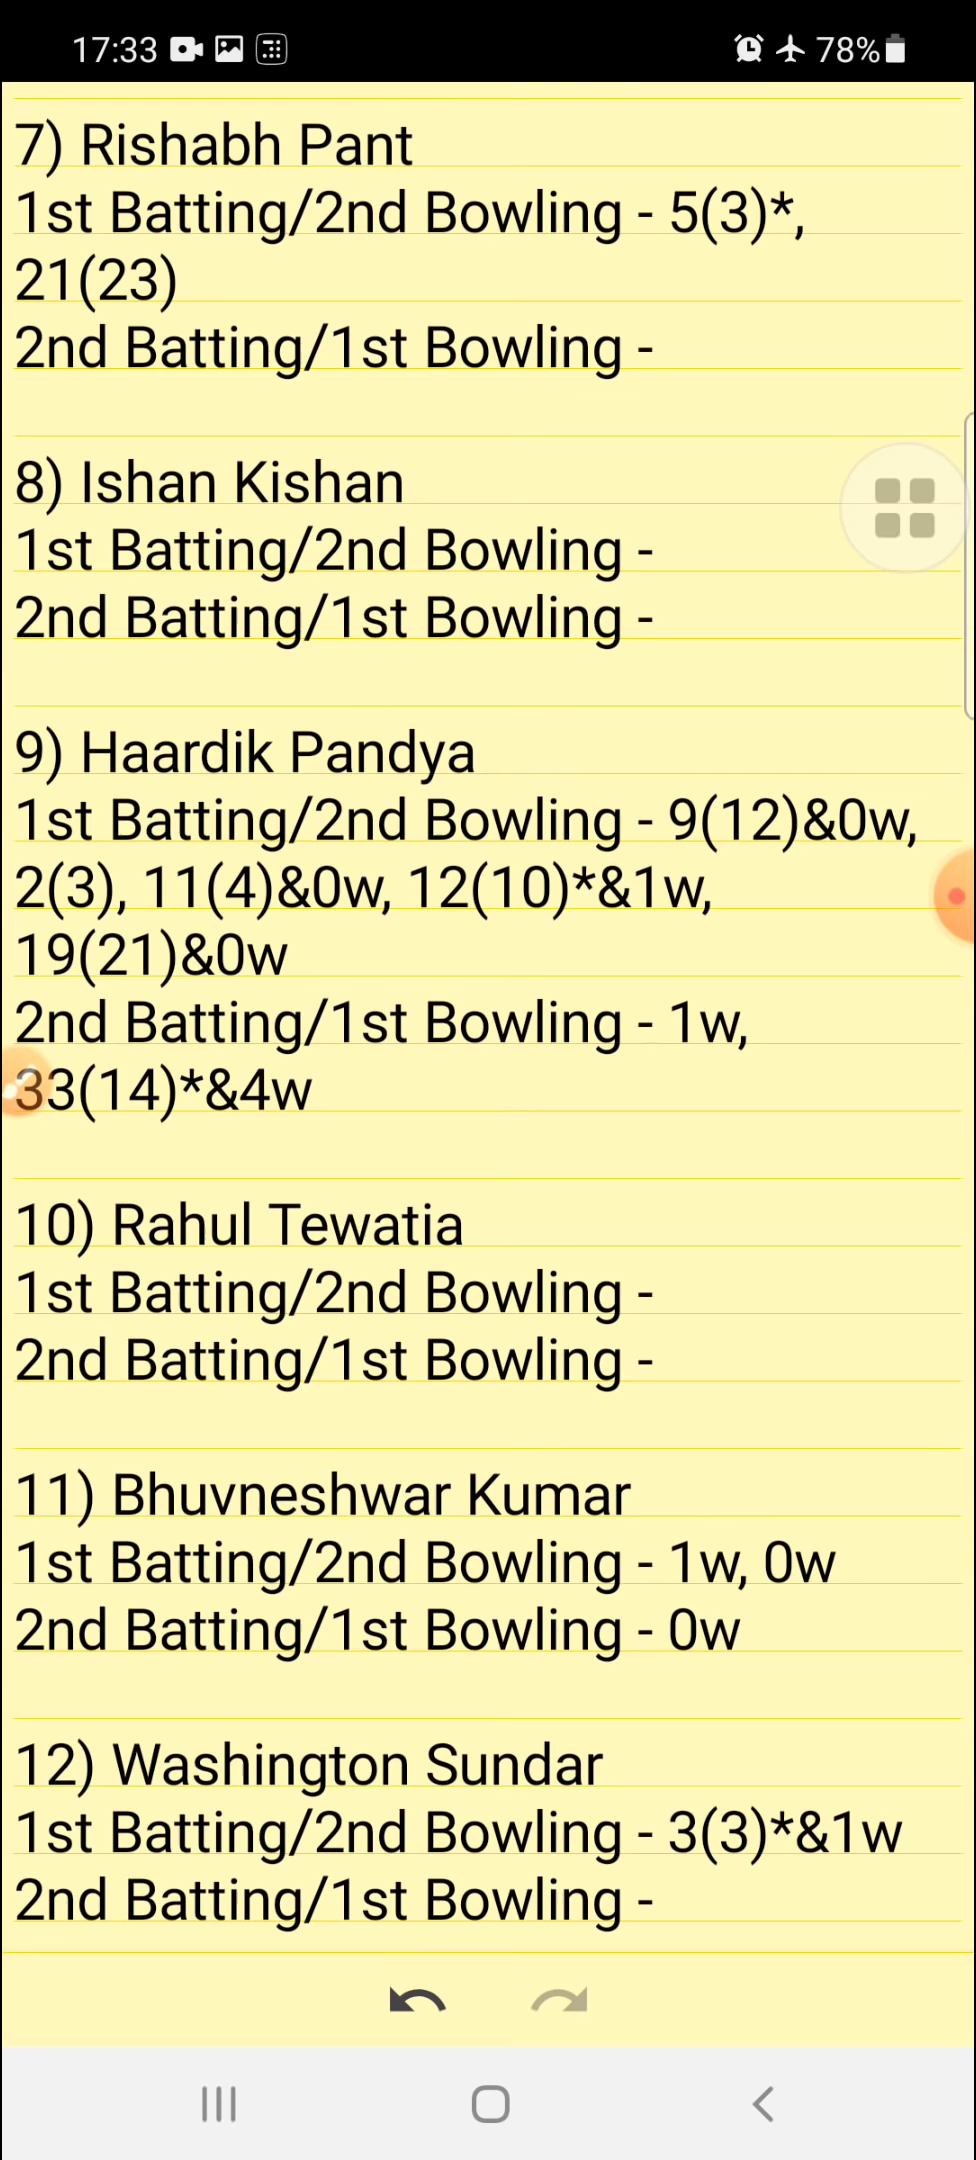 17:33 78%
7) Rishabh Pant
1st Batting/2nd Bowling - 5(3)*,
21(23)
2nd Batting/1st Bowling -
8) Ishan Kishan
1st Batting/2nd Bowling -
2nd Batting/1st Bowling -
9) Haardik Pandya
1st Batting/2nd Bowling - 9(12)&0w,
2(3), 11(4)&0w, 12(10)*&1w,
19(21)&0w
2nd Batting/1st Bowling - 1w,
33(14)*&4w
10) Rahul Tewatia
1st Batting/2nd Bowling -
2nd Batting/1st Bowling -
11) Bhuvneshwar Kumar
1st Batting/2nd Bowling - 1w, 0w
2nd Batting/1st Bowling - 0w
12) Washington Sundar
1st Batting/2nd Bowling - 3(3)*&1w
2nd Batting/1st Bowling -